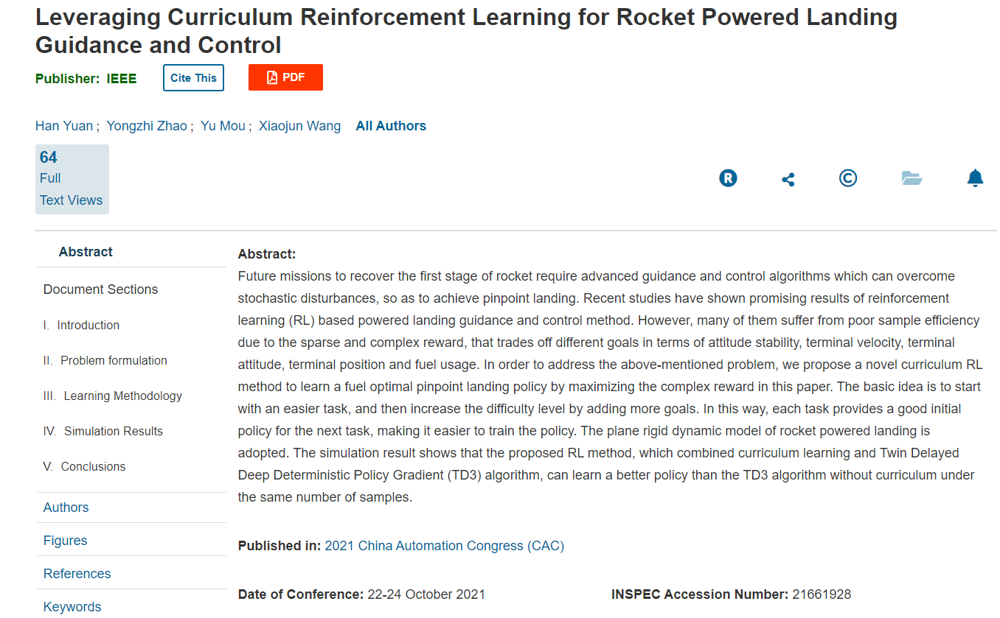 Leveraging Curriculum Reinforcement Learning for Rocket Powered Landing
Guidance and Control
Publisher: IEEE
Cite This
PDF
Han Yuan ; Yongzhi Zhao ; Yu Mou ; Xiaojun Wang All Authors
64
Full
Text Views
R
©
Abstract
Document Sections
I. Introduction
II. Problem formulation
III. Learning Methodology
IV. Simulation Results
V. Conclusions
Authors
Figures
References
Keywords
Abstract:
Future missions to recover the first stage of rocket require advanced guidance and control algorithms which can overcome
stochastic disturbances, so as to achieve pinpoint landing. Recent studies have shown promising results of reinforcement
learning (RL) based powered landing guidance and control method. However, many of them suffer from poor sample efficiency
due to the sparse and complex reward, that trades off different goals in terms of attitude stability, terminal velocity, terminal
attitude, terminal position and fuel usage. In order to address the above-mentioned problem, we propose a novel curriculum RL
method to learn a fuel optimal pinpoint landing policy by maximizing the complex reward in this paper. The basic idea is to start
with an easier task, and then increase the difficulty level by adding more goals. In this way, each task provides a good initial
policy for the next task, making it easier to train the policy. The plane rigid dynamic model of rocket powered landing is
adopted. The simulation result shows that the proposed RL method, which combined curriculum learning and Twin Delayed
Deep Deterministic Policy Gradient (TD3) algorithm, can learn a better policy than the TD3 algorithm without curriculum under
the same number of samples.
Published in: 2021 China Automation Congress (CAC)
Date of Conference: 22-24 October 2021
INSPEC Accession Number: 21661928